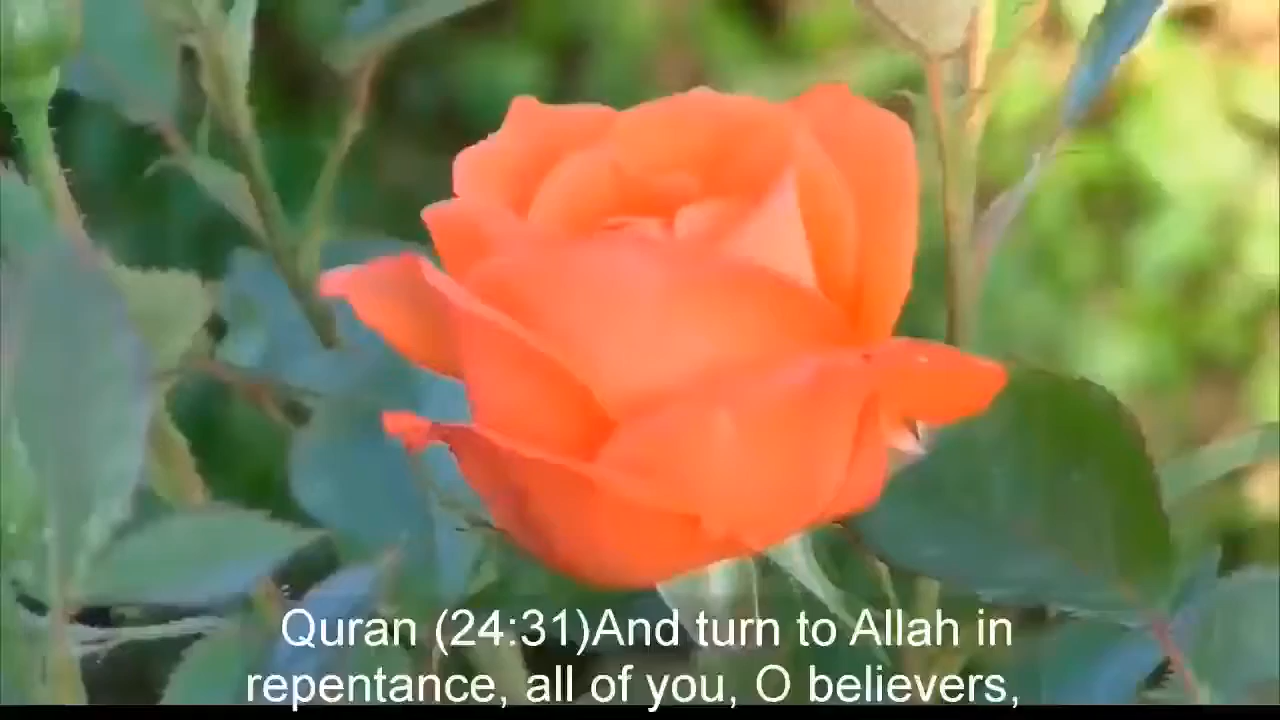 Quran (24:31)And turn to Allah in
repentance, all of you, O believers,